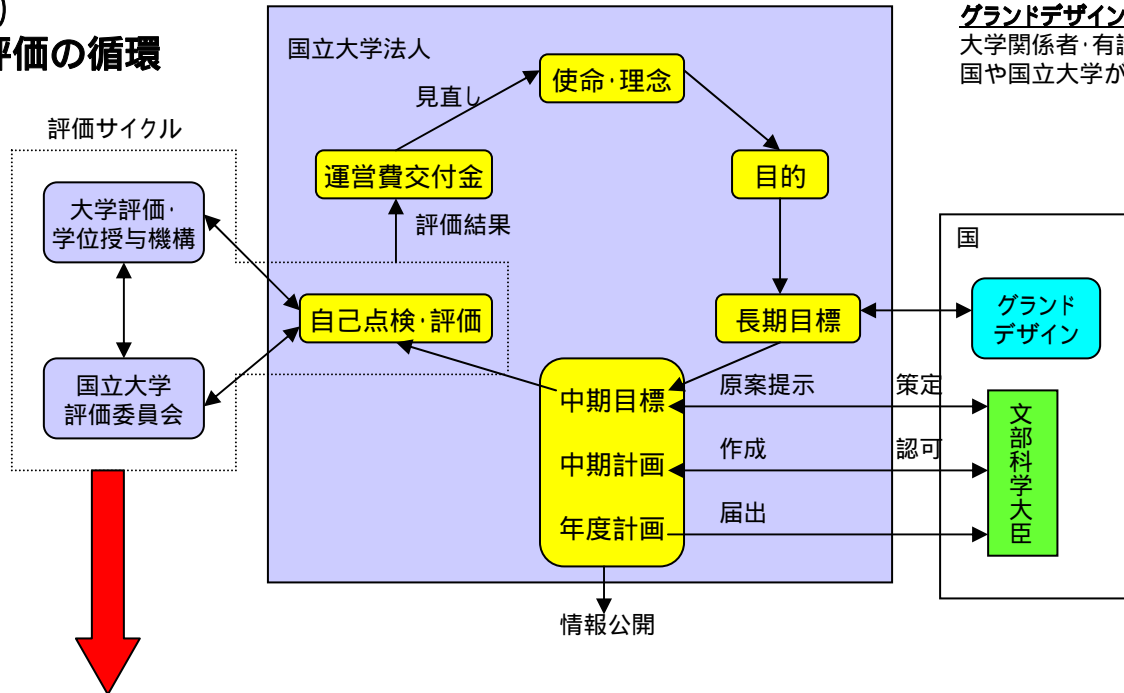 )
評価の循環
グランドデザイン
大学関係者･有識
国や国立大学が
国立大学法人
使命･理念
見直し
評価サイクル
運営費交付金
目的
大学評価･
学位授与機構
評価結果
国
自己点検･評価
長期目標
グランド
デザイン
国立大学
評価委員会
中期目標
原案提示
策定
中期計画
作成
認可
年度計画
届出
文部科学大臣
情報公開